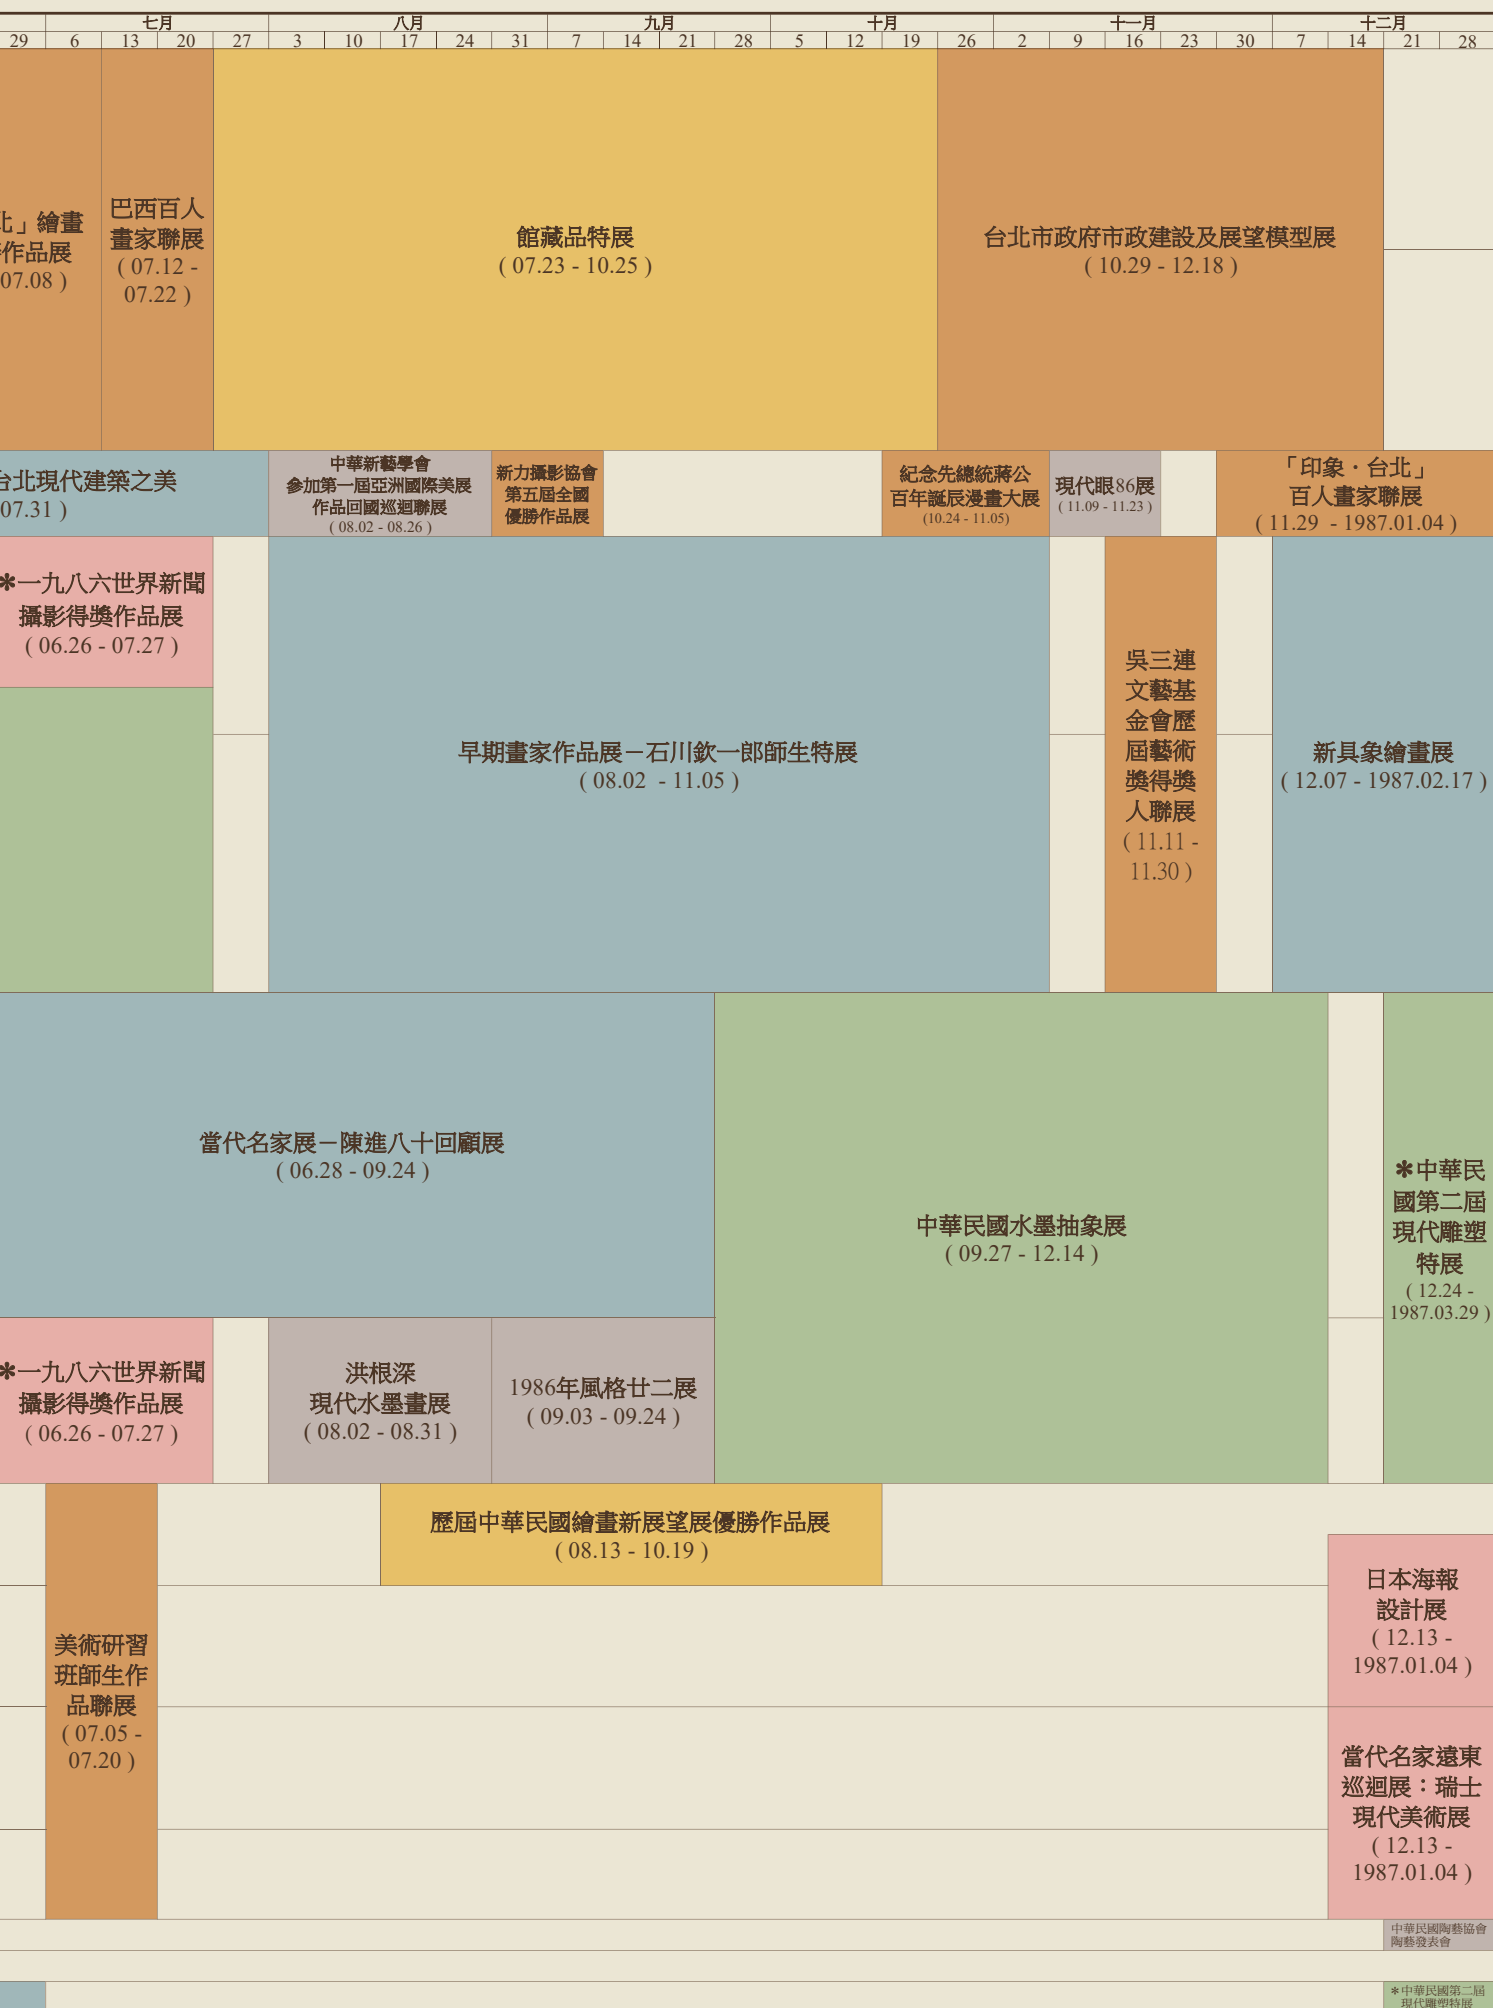 七月 八月 九月 十月 十一月 十二月
29 6 13 20 27 3 10 17 24 31 7 14 21 28 5 12 19 26 2 9 16 23 30 7 14 21 28
北」繪畫
作品展
07.08 )
巴西百人
畫家聯展
( 07.12 -
07.22 )
館藏品特展
( 07.23 - 10.25 )
台北市政府市政建設及展望模型展
( 10.29 - 12.18 )
台北現代建築之美
07.31 )
中華新藝學會
參加第一屆亞洲國際美展
作品回國巡迴聯展
( 08.02 - 08.26 )
新力攝影協會
第五屆全國
優勝作品展
紀念先總統蔣公
百年誕辰漫畫大展
(10.24 - 11.05)
現代眼86展
( 11.09 - 11.23 )
「印象・台北」
百人畫家聯展
( 11.29 - 1987.01.04 )
✻一九八六世界新聞
攝影得獎作品展
( 06.26 - 07.27 )
早期畫家作品展－石川欽一郎師生特展
( 08.02 - 11.05 )
吳三連
文藝基
金會歷
屆藝術
獎得獎
人聯展
( 11.11 -
11.30 )
新具象繪畫展
( 12.07 - 1987.02.17 )
當代名家展－陳進八十回顧展
( 06.28 - 09.24 )
中華民國水墨抽象展
( 09.27 - 12.14 )
✻中華民
國第二屆
現代雕塑
特展
( 12.24 -
1987.03.29 )
✻一九八六世界新聞
攝影得獎作品展
( 06.26 - 07.27 )
洪根深
現代水墨畫展
( 08.02 - 08.31 )
1986年風格廿二展
( 09.03 - 09.24 )
歷屆中華民國繪畫新展望展優勝作品展
( 08.13 - 10.19 )
美術研習
班師生作
品聯展
( 07.05 -
07.20 )
日本海報
設計展
( 12.13 -
1987.01.04 )
當代名家遠東
巡迴展：瑞士
現代美術展
( 12.13 -
1987.01.04 )
中華民國陶藝協會
陶藝發表會
✻中華民國第二屆
現代雕塑特展